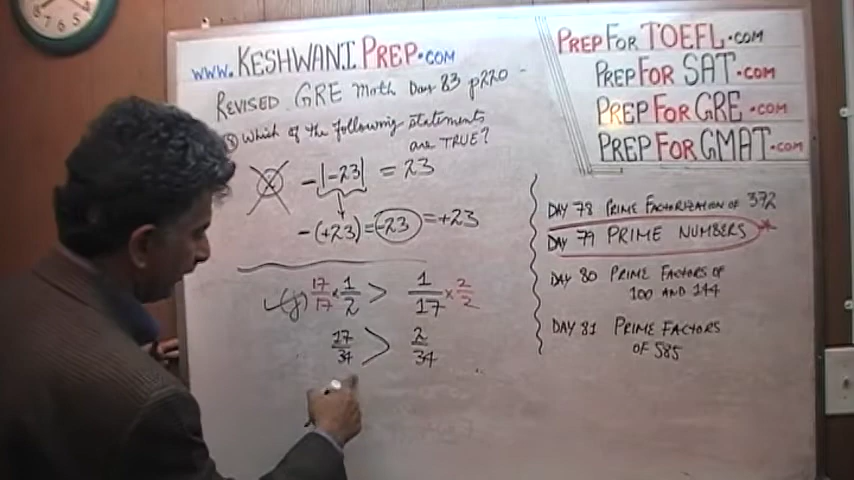 www.KESHWANIPREP.com
REVISED GRE Math Day 83 p220
Which of the following statements
are TRUE?
-|-23| = 23
-(+23) = -23 = +23
(y) 17/17 × 1/2 > 1/17 × 2/2
17/34 > 2/34
PREPFORTOEFL.com
PREPFORSAT.com
PREPFORGRE.com
PREPFORGMAT.com
DAY 78 PRIME FACTORIZATION OF 372
DAY 79 PRIME NUMBERS *
DAY 80 PRIME FACTORS OF
100 AND 144
DAY 81 PRIME FACTORS
OF 585